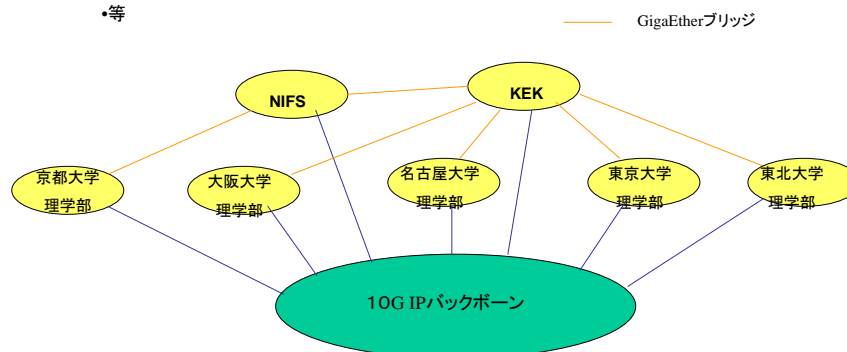 •等
GigaEtherブリッジ
NIFS
KEK
京都大学
理学部
大阪大学
理学部
名古屋大学
理学部
東京大学
理学部
東北大学
理学部
10G IPバックボーン